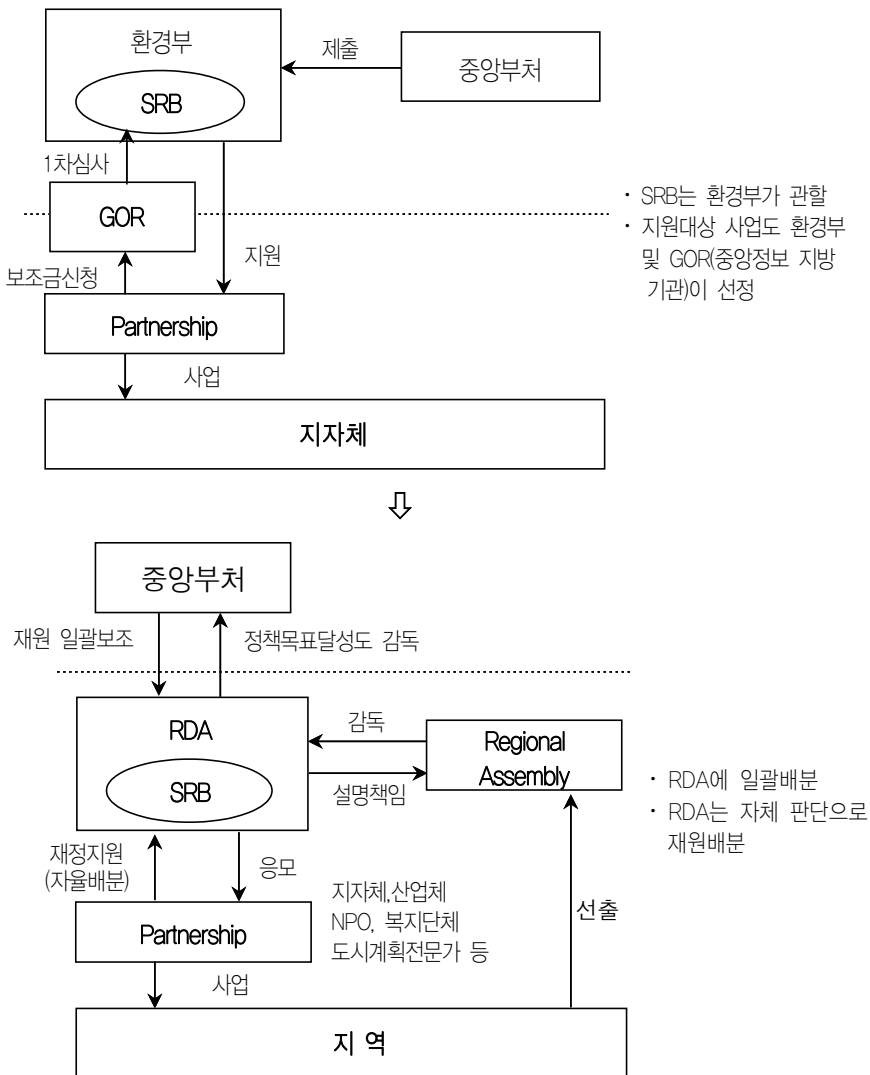 환경부
SRB
제출
중앙부처
1차심사
GOR
지원
보조금신청
Partnership
사업
지자체
· SRB는 환경부가 관할
· 지원대상 사업도 환경부
및 GOR(중앙정보 지방
기관)이 선정
⇩
중앙부처
재원 일괄보조
정책목표달성도 감독
RDA
SRB
감독
설명책임
Regional
Assembly
· RDA에 일괄배분
· RDA는 자체 판단으로
재원배분
재정지원
(자율배분)
응모
Partnership
지자체,산업체
NPO, 복지단체
도시계획전문가 등
선출
사업
지 역